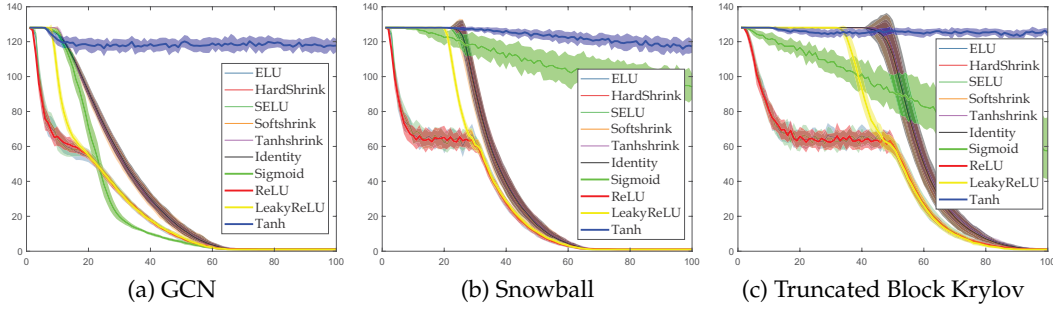 140
120
100
80
60
40
20
0
0 20 40 60 80 100
ELU
HardShrink
SELU
Softshrink
Tanhshrink
Identity
Sigmoid
ReLU
LeakyReLU
Tanh
(a) GCN
140
120
100
80
60
40
20
0
0 20 40 60 80 100
ELU
HardShrink
SELU
Softshrink
Tanhshrink
Identity
Sigmoid
ReLU
LeakyReLU
Tanh
(b) Snowball
140
120
100
80
60
40
20
0
0 20 40 60 80 100
ELU
HardShrink
SELU
Softshrink
Tanhshrink
Identity
Sigmoid
ReLU
LeakyReLU
Tanh
(c) Truncated Block Krylov